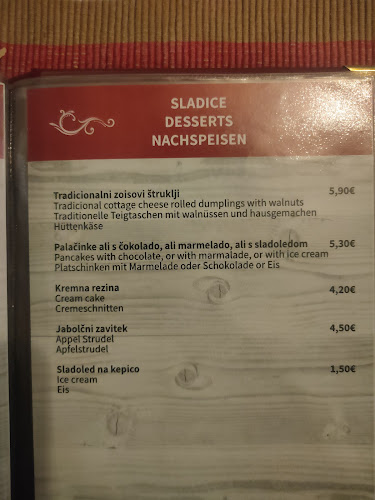 SLADICE
DESSERTS
NACHSPEISEN
Tradicionalni zoisovi štruklji 5,90€
Tradicional cottage cheese rolled dumplings with walnuts
Traditionelle Teigtaschen mit walnüssen und hausgemachen
Hüttenkäse
Palačinke ali s čokolado, ali marmelado, ali s sladoledom 5,30€
Pancakes with chocolate, or with marmalade, or with ice cream
Platschinken mit Marmelade oder Schokolade or Eis
Kremna rezina 4,20€
Cream cake
Cremeschnitten
Jabolčni zavitek 4,50€
Appel Strudel
Apfelstrudel
Sladoled na kepico 1,50€
Ice cream
Eis